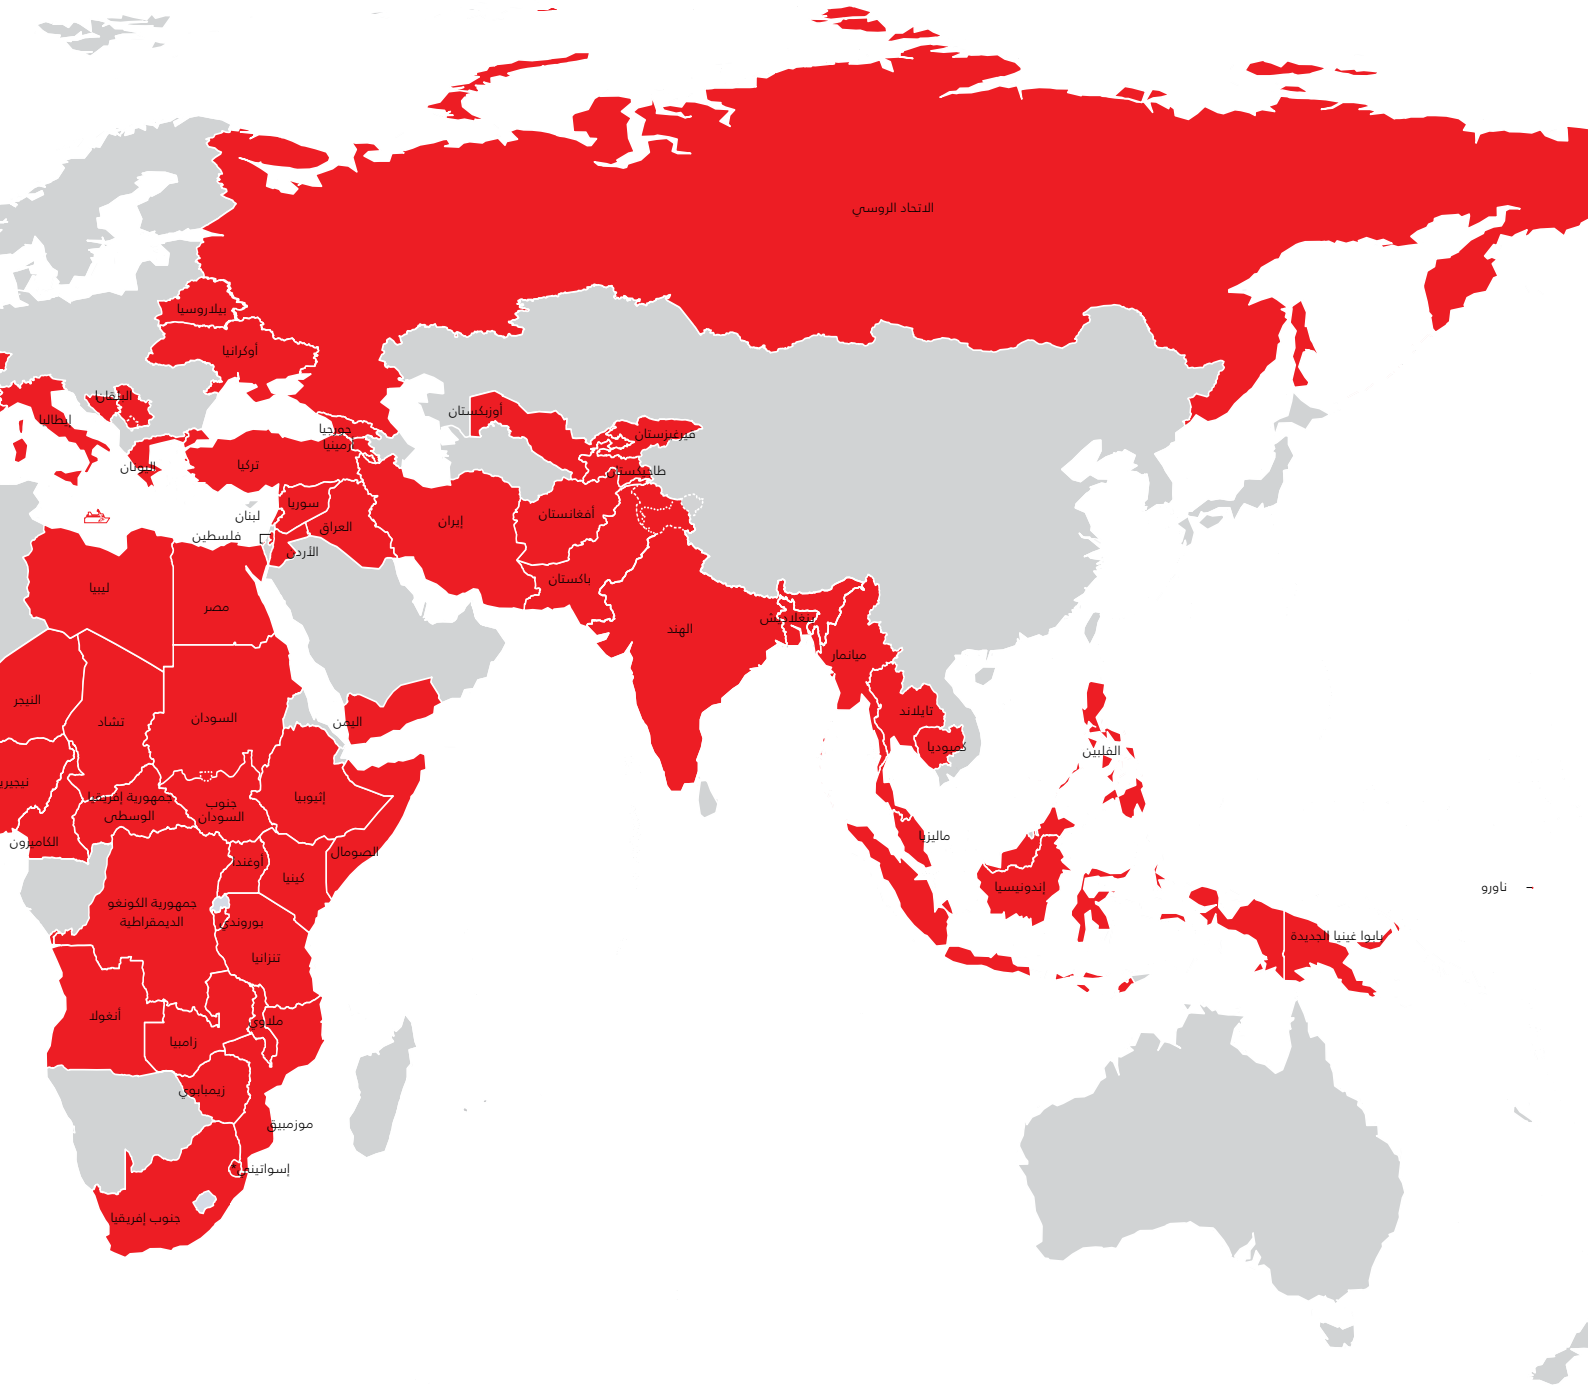 الاتحاد الروسي
بيلاروسيا
أوكرانيا
البلقان
إيطاليا
أوزبكستان
جورجيا
أرمينيا
قيرغيزستان
اليونان
تركيا
طاجيكستان
سوريا
لبنان
العراق
إيران
أفغانستان
فلسطين
الأردن
باكستان
ليبيا
مصر
الهند
بنغلاديش
ميانمار
النيجر
تشاد
السودان
اليمن
تايلاند
كمبوديا
الفلبين
جمهورية إفريقيا
الوسطى
جنوب
السودان
إثيوبيا
الكاميرون
أوغندا
كينيا
الصومال
ماليزيا
إندونيسيا
ناورو
جمهورية الكونغو
الديمقراطية
بوروندي
تنزانيا
بابوا غينيا الجديدة
أنغولا
زامبيا
ملاوي
زيمبابوي
موزمبيق
إسواتيني
جنوب إفريقيا